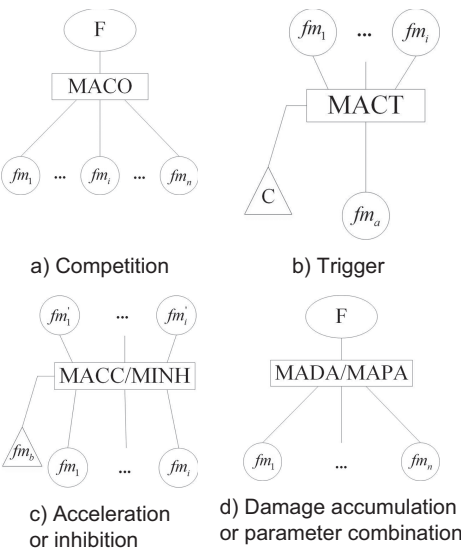 F
MACO
fm1 ... fmi ... fmn
a) Competition
fm1 ... fmi
MACT
C
fma
b) Trigger
fm'1 ... fm'i
MACC/MINH
fmb
fm1 ... fmi
c) Acceleration
or inhibition
F
MADA/MAPA
fm1 ... fmn
d) Damage accumulation
or parameter combination